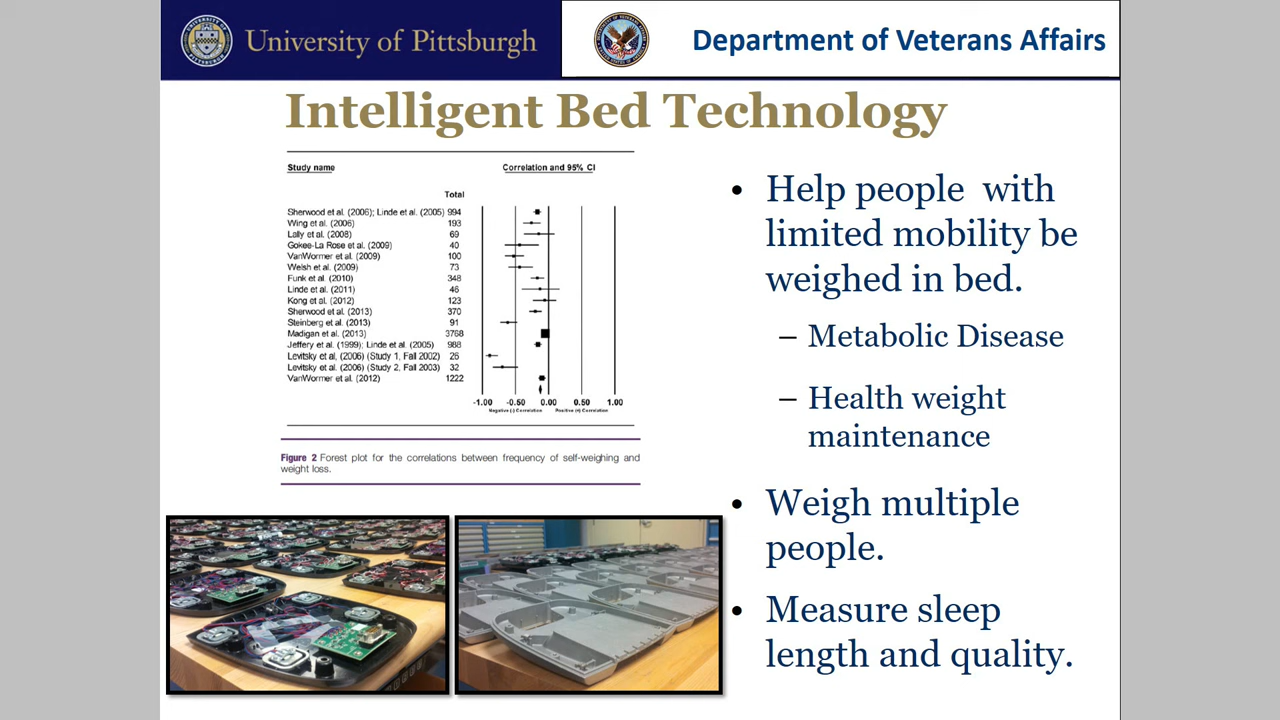 University of Pittsburgh
Department of Veterans Affairs
Intelligent Bed Technology
Study name
Correlation and 95% CI
Total
Sherwood et al. (2006); Linde et al. (2005) 994
Wing et al. (2006) 193
Lally et al. (2008) 69
Gokee-La Rose et al. (2009) 40
VanWormer et al. (2009) 100
Welsh et al. (2009) 73
Funk et al. (2010) 348
Linde et al. (2011) 46
Kong et al. (2012) 123
Sherwood et al. (2013) 370
Steinberg et al. (2013) 91
Madigan et al. (2013) 3768
Jeffery et al. (1999); Linde et al. (2005) 988
Levitsky et al, (2006) (Study 1, Fall 2002) 26
Levitsky et al. (2006) (Study 2, Fall 2003) 32
VanWormer et al. (2012) 1222
-1.00 -0.50 0.00 0.50 1.00
Negative (-) Correlation Positive (+) Correlation
Figure 2 Forest plot for the correlations between frequency of self-weighing and
weight loss.
• Help people with
limited mobility be
weighed in bed.
– Metabolic Disease
– Health weight
maintenance
• Weigh multiple
people.
• Measure sleep
length and quality.